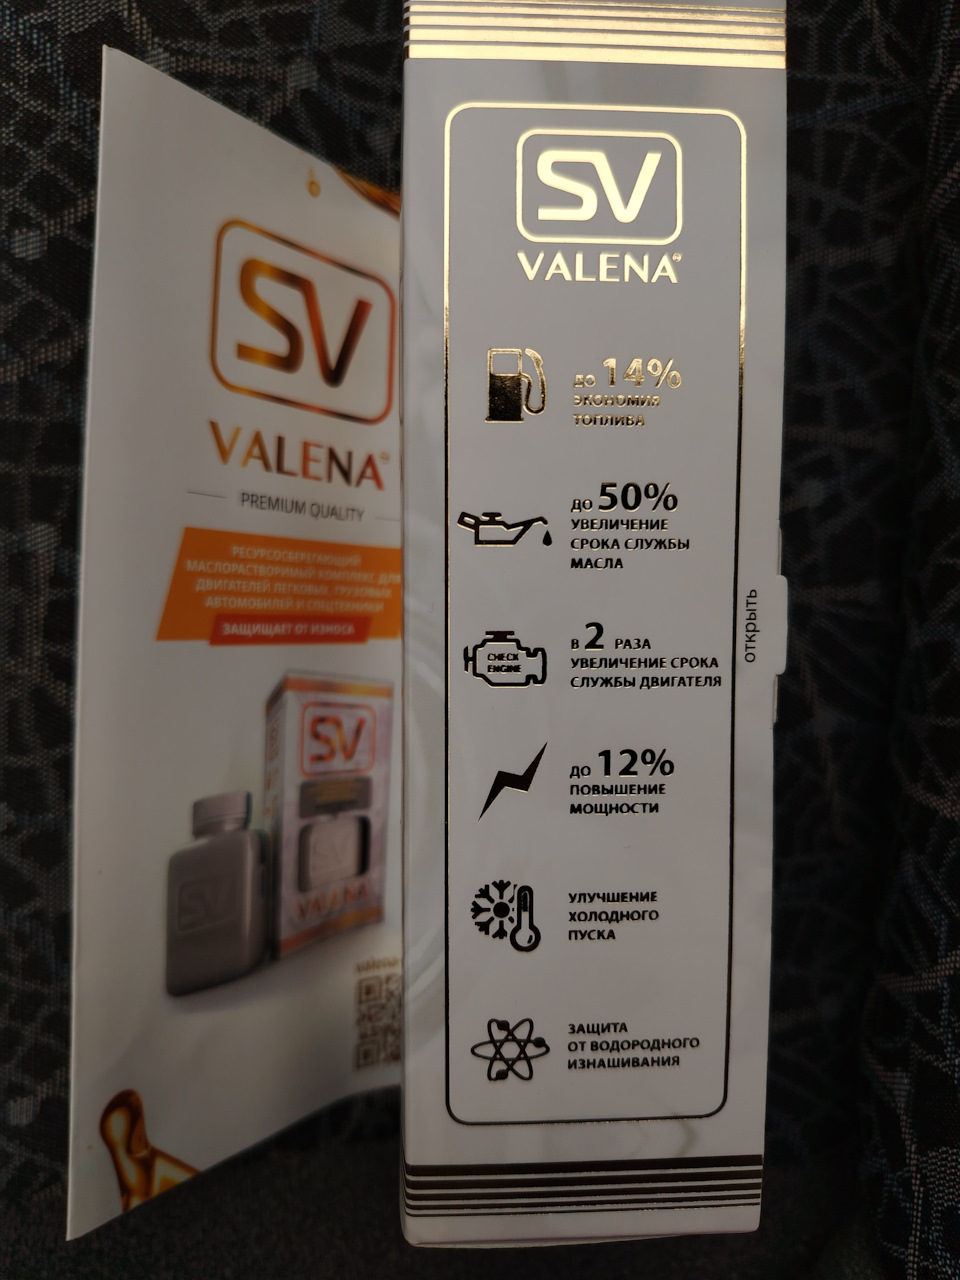 SV
VALENA
PREMIUM QUALITY
РЕСУРСОСБЕРЕГАЮЩИЙ
МАСЛОРАСТВОРИМЫЙ КОМПЛЕКС ДЛЯ
ДВИГАТЕЛЕЙ ЛЕГКОВЫХ, ГРУЗОВЫХ
АВТОМОБИЛЕЙ И СПЕЦТЕХНИКИ
ЗАЩИЩАЕТ ОТ ИЗНОСА
SV
SV
VALENA
SV
VALENA
ДО 14%
ЭКОНОМИЯ
ТОПЛИВА
ДО 50%
УВЕЛИЧЕНИЕ
СРОКА СЛУЖБЫ
МАСЛА
CHECK
ENGINE
В 2 РАЗА
УВЕЛИЧЕНИЕ СРОКА
СЛУЖБЫ ДВИГАТЕЛЯ
ДО 12%
ПОВЫШЕНИЕ
МОЩНОСТИ
УЛУЧШЕНИЕ
ХОЛОДНОГО
ПУСКА
ЗАЩИТА
ОТ ВОДОРОДНОГО
ИЗНАШИВАНИЯ
ОТКРЫТЬ